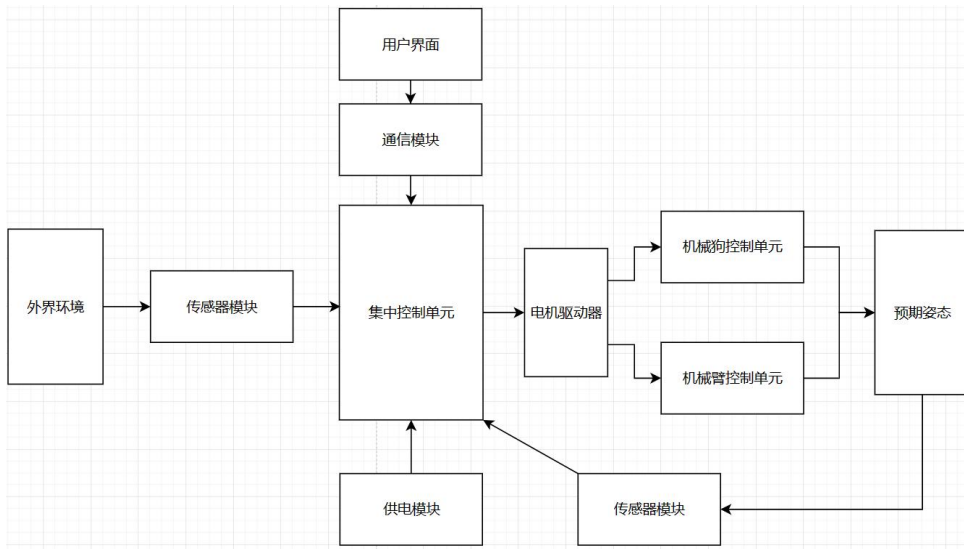 用户界面
通信模块
外界环境
传感器模块
集中控制单元
电机驱动器
机械狗控制单元
机械臂控制单元
预期姿态
供电模块
传感器模块